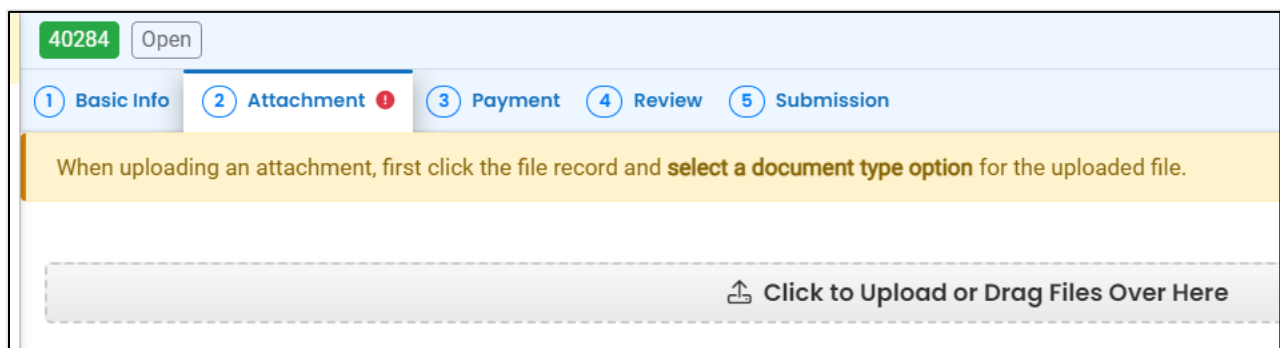 40284 Open
1 Basic Info 2 Attachment ! 3 Payment 4 Review 5 Submission
When uploading an attachment, first click the file record and select a document type option for the uploaded file.
Click to Upload or Drag Files Over Here